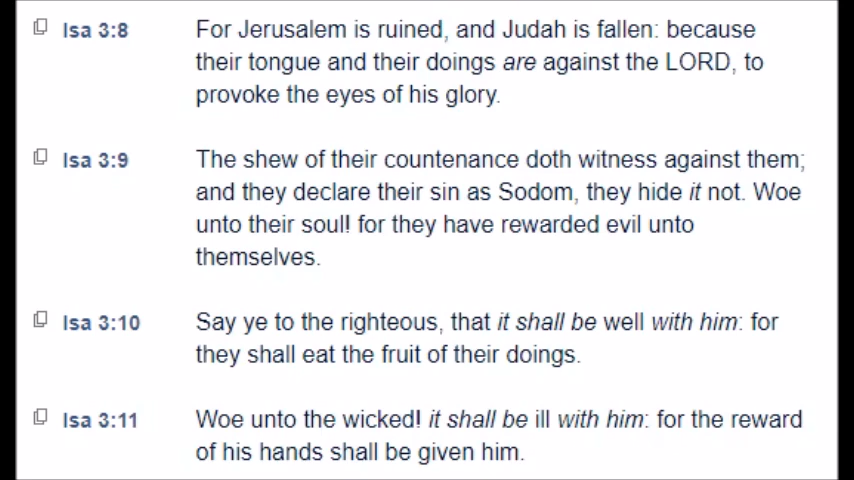 Isa 3:8 For Jerusalem is ruined, and Judah is fallen: because
their tongue and their doings are against the LORD, to
provoke the eyes of his glory.
Isa 3:9 The shew of their countenance doth witness against them;
and they declare their sin as Sodom, they hide it not. Woe
unto their soul! for they have rewarded evil unto
themselves.
Isa 3:10 Say ye to the righteous, that it shall be well with him: for
they shall eat the fruit of their doings.
Isa 3:11 Woe unto the wicked! it shall be ill with him: for the reward
of his hands shall be given him.